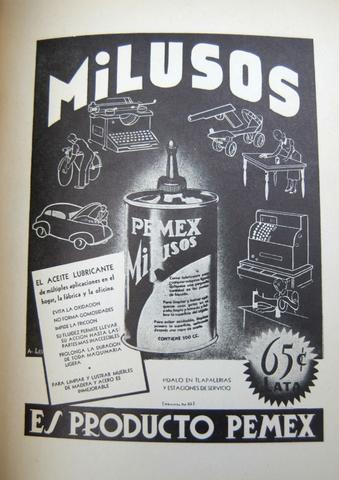 MiLUSOS
PEMEX
MilUSOS
CONTIENE 100 CC.
EL ACEITE LUBRICANTE
de múltiples aplicaciones en el
hogar, la fábrica y la oficina.
EVITA LA OXIDACION
NO FORMA GOMOSIDADES
IMPIDE LA FRICCION
SU FLUIDEZ PERMITE LLEVAR
SU ACCION HASTA LAS
PARTES MAS INACCESIBLES
PROLONGA LA DURACION
DE TODA MAQUINARIA
LIGERA
PARA LIMPIAR Y LUSTRAR MUEBLES
DE MADERA Y ACERO ES
INMEJORABLE
65¢
LATA
PIDALO EN TLAPALERIAS
Y ESTACIONES DE SERVICIO
ES PRODUCTO PEMEX